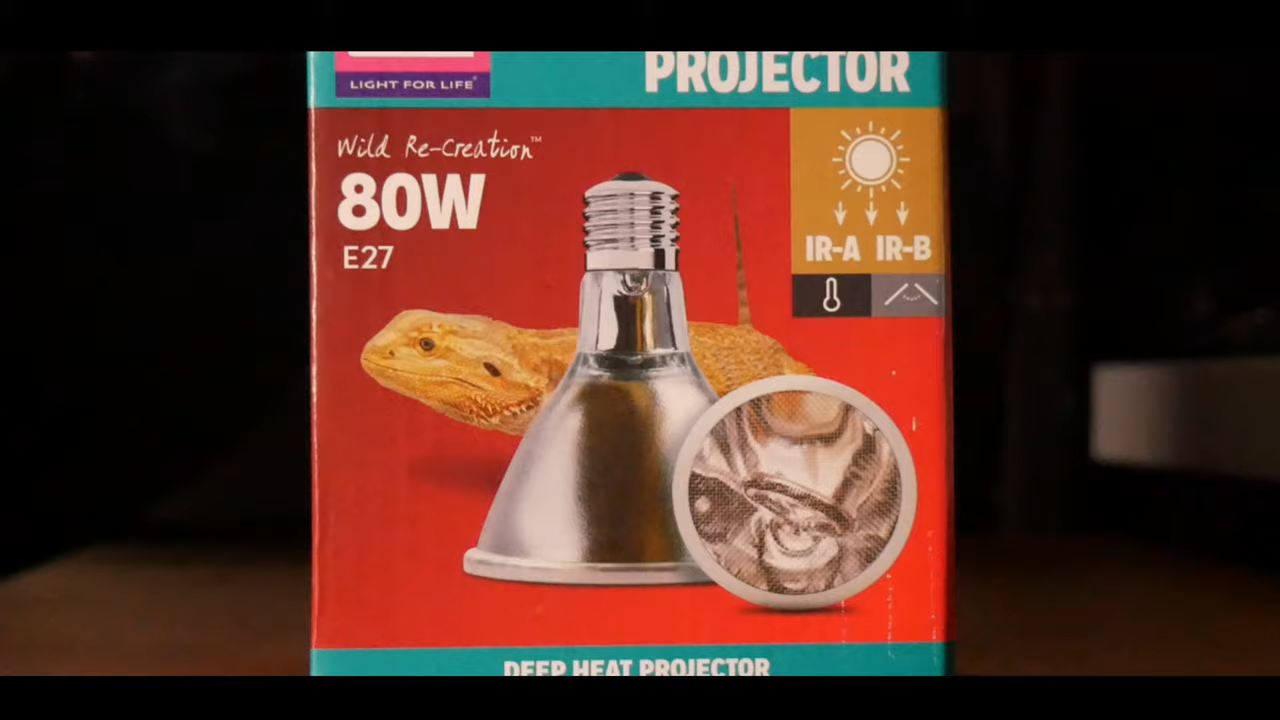 PROJECTOR
LIGHT FOR LIFE®
Wild Re-Creation™
80W
E27
IR-A IR-B
DEEP HEAT PROJECTOR